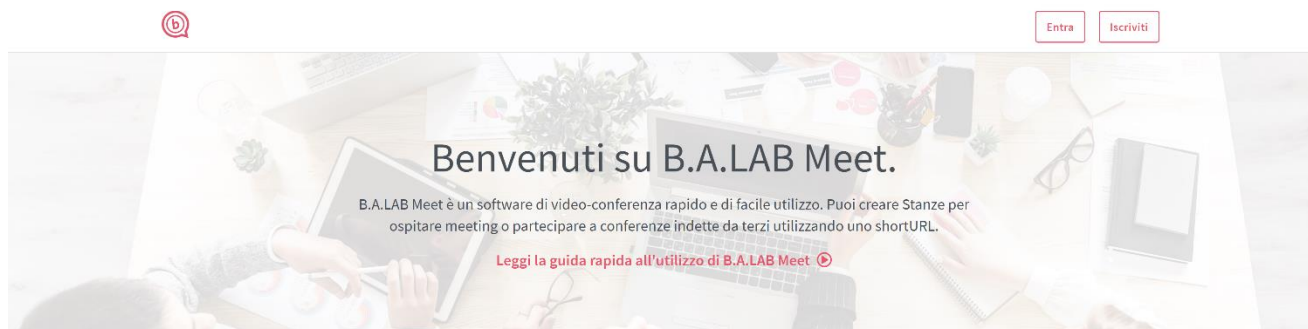 b
Entra
Iscriviti
Benvenuti su B.A.LAB Meet.
B.A.LAB Meet è un software di video-conferenza rapido e di facile utilizzo. Puoi creare Stanze per
ospitare meeting o partecipare a conferenze indette da terzi utilizzando uno shortURL.
Leggi la guida rapida all'utilizzo di B.A.LAB Meet